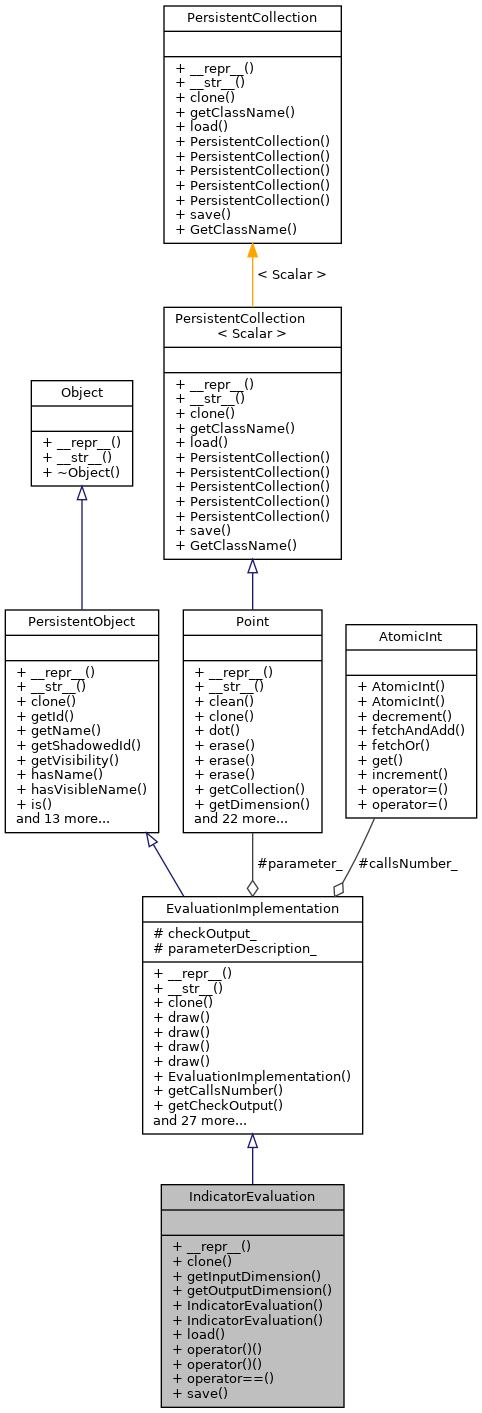 PersistentCollection
+ __repr__()
+ __str__()
+ clone()
+ getClassName()
+ load()
+ PersistentCollection()
+ PersistentCollection()
+ PersistentCollection()
+ PersistentCollection()
+ PersistentCollection()
+ save()
+ GetClassName()
< Scalar >
PersistentCollection
< Scalar >
+ __repr__()
+ __str__()
+ clone()
+ getClassName()
+ load()
+ PersistentCollection()
+ PersistentCollection()
+ PersistentCollection()
+ PersistentCollection()
+ PersistentCollection()
+ save()
+ GetClassName()
Object
+ __repr__()
+ __str__()
+ ~Object()
PersistentObject
+ __repr__()
+ __str__()
+ clone()
+ getId()
+ getName()
+ getShadowedId()
+ getVisibility()
+ hasName()
+ hasVisibleName()
+ is()
and 13 more...
Point
+ __repr__()
+ __str__()
+ clean()
+ clone()
+ dot()
+ erase()
+ erase()
+ erase()
+ getCollection()
+ getDimension()
and 22 more...
AtomicInt
+ AtomicInt()
+ AtomicInt()
+ decrement()
+ fetchAndAdd()
+ fetchOr()
+ get()
+ increment()
+ operator=()
+ operator=()
#parameter_
#callsNumber_
EvaluationImplementation
# checkOutput_
# parameterDescription_
+ __repr__()
+ __str__()
+ clone()
+ draw()
+ draw()
+ draw()
+ draw()
+ EvaluationImplementation()
+ getCallsNumber()
+ getCheckOutput()
and 27 more...
IndicatorEvaluation
+ __repr__()
+ clone()
+ getInputDimension()
+ getOutputDimension()
+ IndicatorEvaluation()
+ IndicatorEvaluation()
+ load()
+ operator()()
+ operator()()
+ operator==()
+ save()